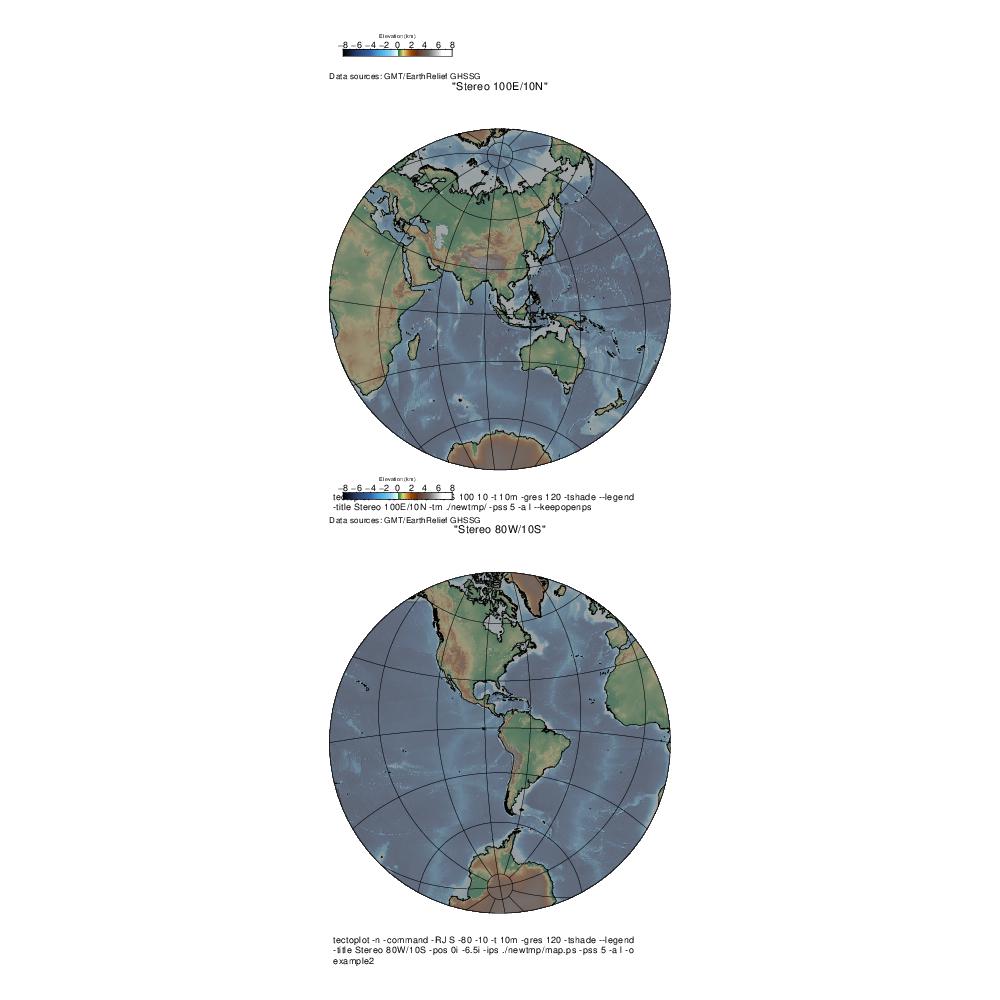 Elevation (km)
−8 −6 −4 −2 0 2 4 6 8
Data sources: GMT/EarthRelief GHSSG
"Stereo 100E/10N"
Elevation (km)
−8 −6 −4 −2 0 2 4 6 8
100 10 -t 10m -gres 120 -tshade --legend
-title Stereo 100E/10N -tm ./newtmp/ -pss 5 -a l --keepopenps
Data sources: GMT/EarthRelief GHSSG
"Stereo 80W/10S"
tectoplot -n -command -RJ S -80 -10 -t 10m -gres 120 -tshade --legend
-title Stereo 80W/10S -pos 0i -6.5i -ips ./newtmp/map.ps -pss 5 -a l -o
example2